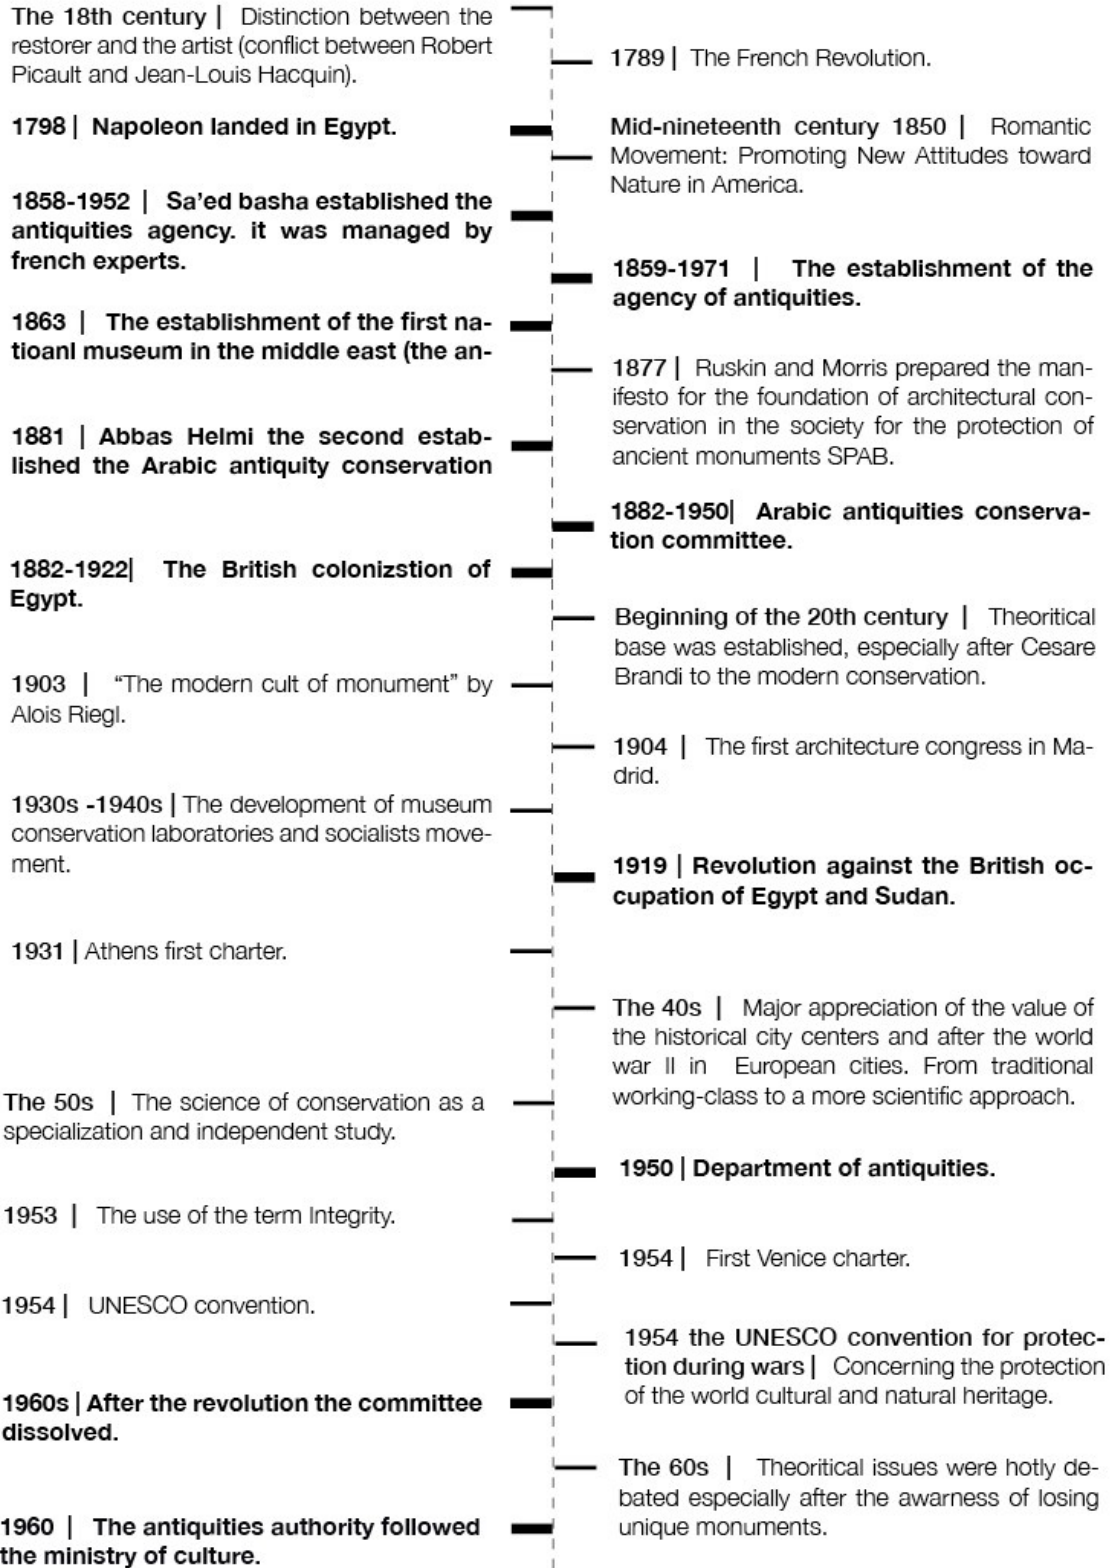 The 18th century | Distinction between the
restorer and the artist (conflict between Robert
Picault and Jean-Louis Hacquin).
1789 | The French Revolution.
1798 | Napoleon landed in Egypt.
Mid-nineteenth century 1850 | Romantic
Movement: Promoting New Attitudes toward
Nature in America.
1858-1952 | Sa'ed basha established the
antiquities agency. it was managed by
french experts.
1859-1971 | The establishment of the
agency of antiquities.
1863 | The establishment of the first na-
tioanl museum in the middle east (the an-
1877 | Ruskin and Morris prepared the man-
ifesto for the foundation of architectural con-
servation in the society for the protection of
ancient monuments SPAB.
1881 | Abbas Helmi the second estab-
lished the Arabic antiquity conservation
1882-1950| Arabic antiquities conserva-
tion committee.
1882-1922| The British colonizstion of
Egypt.
Beginning of the 20th century | Theoritical
base was established, especially after Cesare
Brandi to the modern conservation.
1903 | “The modern cult of monument” by
Alois Riegl.
1904 | The first architecture congress in Ma-
drid.
1930s -1940s | The development of museum
conservation laboratories and socialists move-
ment.
1919 | Revolution against the British oc-
cupation of Egypt and Sudan.
1931 | Athens first charter.
The 40s | Major appreciation of the value of
the historical city centers and after the world
war II in European cities. From traditional
working-class to a more scientific approach.
The 50s | The science of conservation as a
specialization and independent study.
1950 | Department of antiquities.
1953 | The use of the term Integrity.
1954 | First Venice charter.
1954 | UNESCO convention.
1954 the UNESCO convention for protec-
tion during wars | Concerning the protection
of the world cultural and natural heritage.
1960s | After the revolution the committee
dissolved.
The 60s | Theoritical issues were hotly de-
bated especially after the awarness of losing
unique monuments.
1960 | The antiquities authority followed
the ministry of culture.